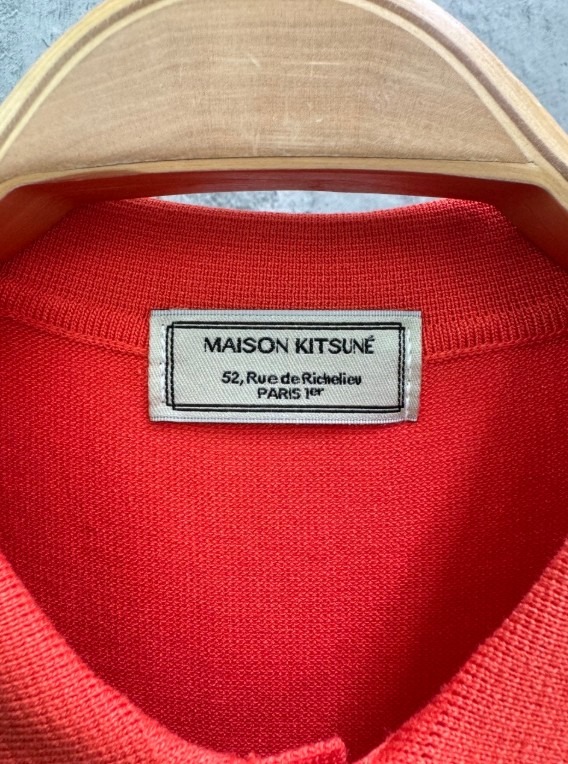 MAISON KITSUNÉ
52, Rue de Richelieu
PARIS 1er